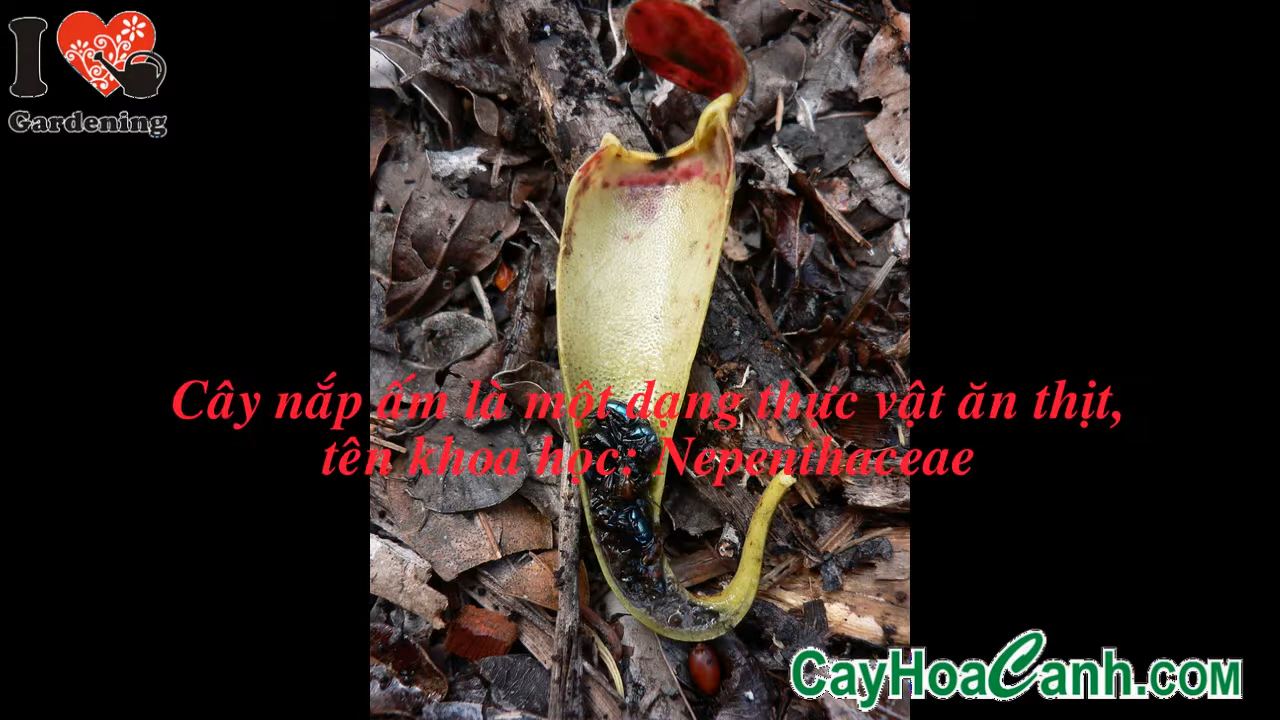 I
Gardening
Cây nắp ấm là một dạng thực vật ăn thịt,
tên khoa học: Nepenthaceae
CayHoaCanh.com